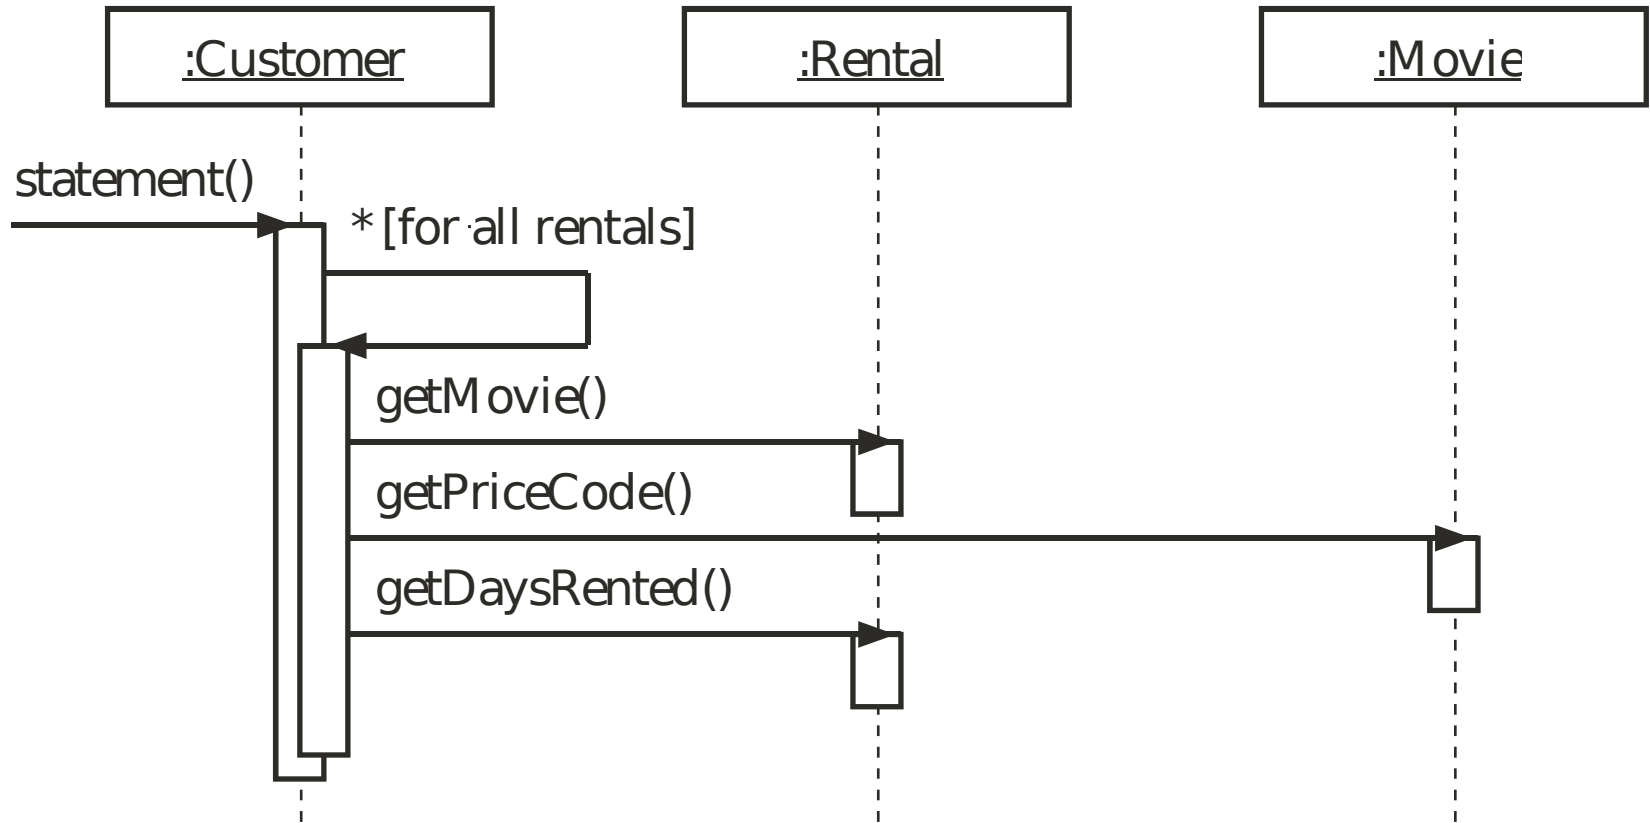 :Customer
:Rental
:Movie
statement()
* [for all rentals]
getMovie()
getPriceCode()
getDaysRented()